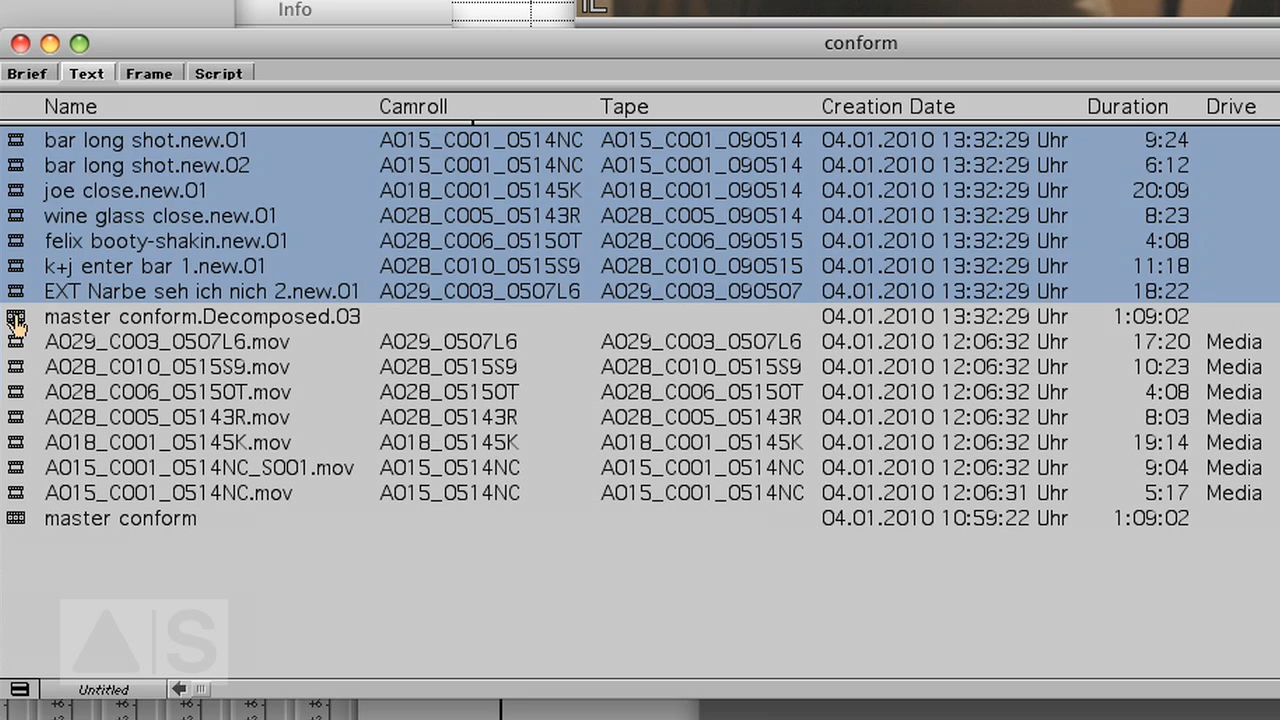 Info
conform
Brief Text Frame Script
Name Camroll Tape Creation Date Duration Drive
bar long shot.new.01 A015_C001_0514NC A015_C001_090514 04.01.2010 13:32:29 Uhr 9:24
bar long shot.new.02 A015_C001_0514NC A015_C001_090514 04.01.2010 13:32:29 Uhr 6:12
joe close.new.01 A018_C001_05145K A018_C001_090514 04.01.2010 13:32:29 Uhr 20:09
wine glass close.new.01 A028_C005_05143R A028_C005_090514 04.01.2010 13:32:29 Uhr 8:23
felix booty-shakin.new.01 A028_C006_05150T A028_C006_090515 04.01.2010 13:32:29 Uhr 4:08
k+j enter bar 1.new.01 A028_C010_0515S9 A028_C010_090515 04.01.2010 13:32:29 Uhr 11:18
EXT Narbe seh ich nich 2.new.01 A029_C003_0507L6 A029_C003_090507 04.01.2010 13:32:29 Uhr 18:22
master conform.Decomposed.03 04.01.2010 13:32:29 Uhr 1:09:02
A029_C003_0507L6.mov A029_0507L6 A029_C003_0507L6 04.01.2010 12:06:32 Uhr 17:20 Media
A028_C010_0515S9.mov A028_0515S9 A028_C010_0515S9 04.01.2010 12:06:32 Uhr 10:23 Media
A028_C006_05150T.mov A028_05150T A028_C006_05150T 04.01.2010 12:06:32 Uhr 4:08 Media
A028_C005_05143R.mov A028_05143R A028_C005_05143R 04.01.2010 12:06:32 Uhr 8:03 Media
A018_C001_05145K.mov A018_05145K A018_C001_05145K 04.01.2010 12:06:32 Uhr 19:14 Media
A015_C001_0514NC_S001.mov A015_0514NC A015_C001_0514NC 04.01.2010 12:06:32 Uhr 9:04 Media
A015_C001_0514NC.mov A015_0514NC A015_C001_0514NC 04.01.2010 12:06:31 Uhr 5:17 Media
master conform 04.01.2010 10:59:22 Uhr 1:09:02
A|S
Untitled
+6 +6 +6 +6 +6